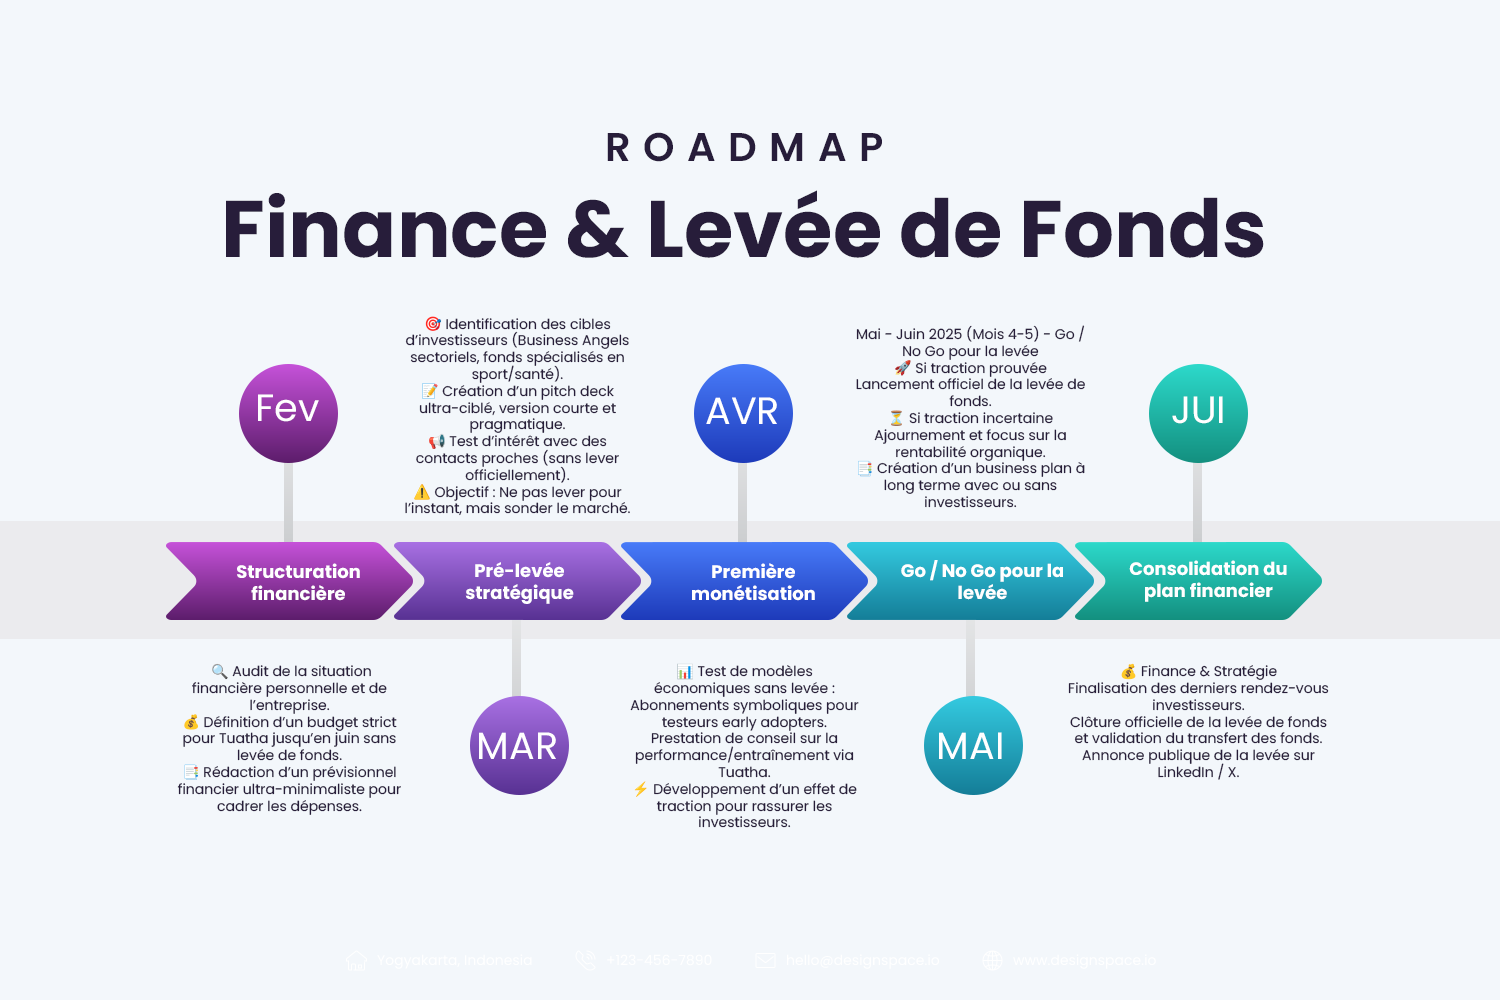 ROADMAP
Finance & Levée de Fonds
Fev
🎯 Identification des cibles
d'investisseurs (Business Angels
sectoriels, fonds spécialisés en
sport/santé).
📝 Création d'un pitch deck
ultra-ciblé, version courte et
pragmatique.
📢 Test d'intérêt avec des
contacts proches (sans lever
officiellement).
⚠️ Objectif : Ne pas lever pour
l'instant, mais sonder le marché.
AVR
Mai - Juin 2025 (Mois 4-5) - Go /
No Go pour la levée
🚀 Si traction prouvée
Lancement officiel de la levée de
fonds.
⏳ Si traction incertaine
Ajournement et focus sur la
rentabilité organique.
📑 Création d'un business plan à
long terme avec ou sans
investisseurs.
JUI
Structuration
financière
Pré-levée
stratégique
Première
monétisation
Go / No Go pour la
levée
Consolidation du
plan financier
🔍 Audit de la situation
financière personnelle et de
l'entreprise.
💰 Définition d'un budget strict
pour Tuatha jusqu'en juin sans
levée de fonds.
📑 Rédaction d'un prévisionnel
financier ultra-minimaliste pour
cadrer les dépenses.
MAR
📊 Test de modèles
économiques sans levée :
Abonnements symboliques pour
testeurs early adopters.
Prestation de conseil sur la
performance/entraînement via
Tuatha.
⚡ Développement d'un effet de
traction pour rassurer les
investisseurs.
MAI
💰 Finance & Stratégie
Finalisation des derniers rendez-vous
investisseurs.
Clôture officielle de la levée de fonds
et validation du transfert des fonds.
Annonce publique de la levée sur
LinkedIn / X.
Yogyakarta, Indonesia
+123-456-7890
hello@designspace.io
www.designspace.io